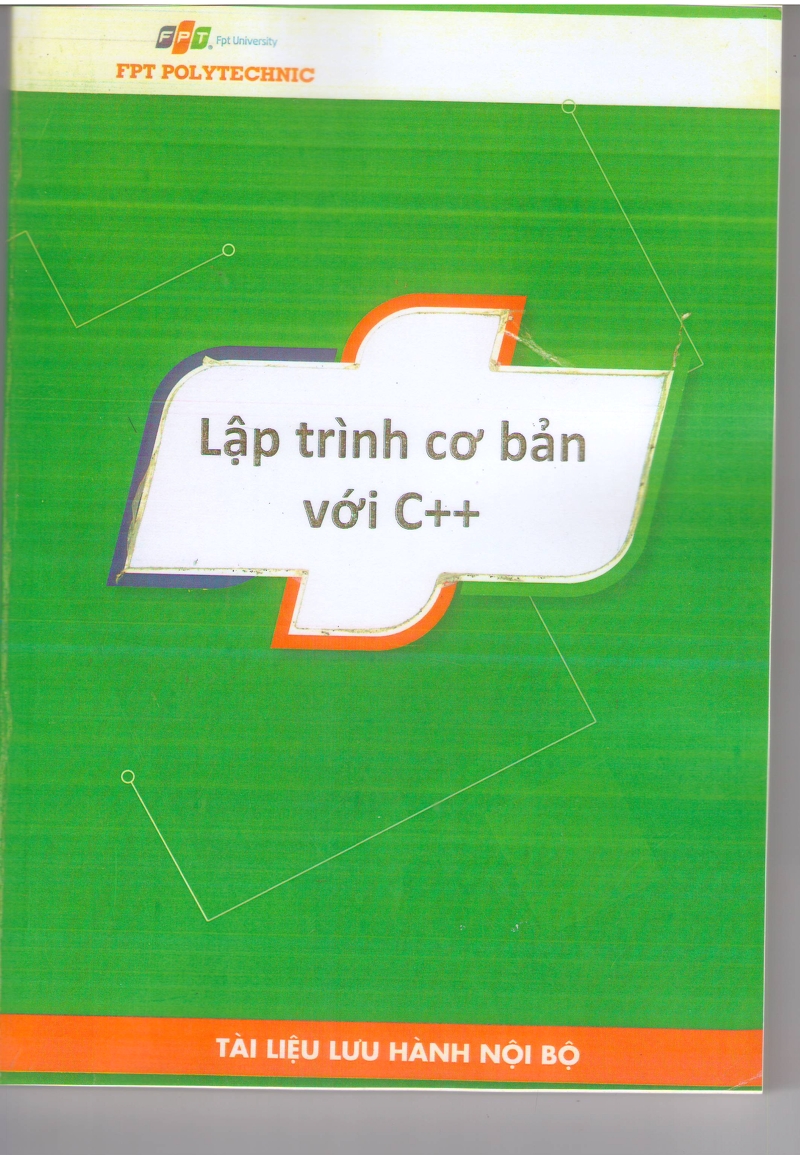 FPT Fpt University
FPT POLYTECHNIC
Lập trình cơ bản
với C++
TÀI LIỆU LƯU HÀNH NỘI BỘ